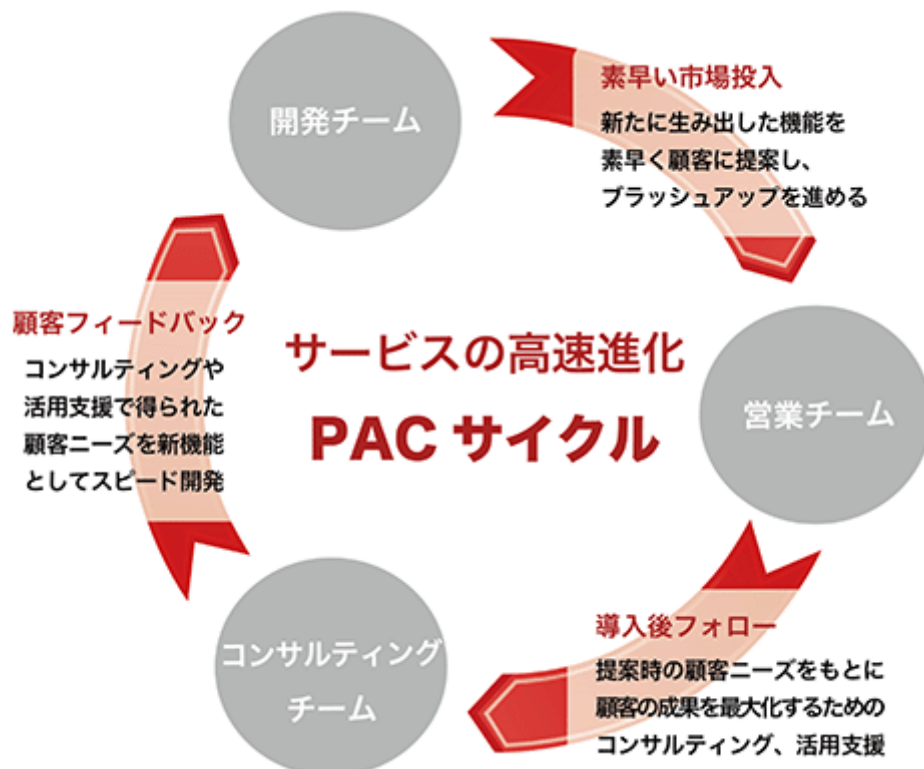 開発チーム
素早い市場投入
新たに生み出した機能を
素早く顧客に提案し、
ブラッシュアップを進める
サービスの高速進化
PAC サイクル
営業チーム
導入後フォロー
提案時の顧客ニーズをもとに
顧客の成果を最大化するための
コンサルティング、活用支援
コンサルティング
チーム
顧客フィードバック
コンサルティングや
活用支援で得られた
顧客ニーズを新機能
としてスピード開発